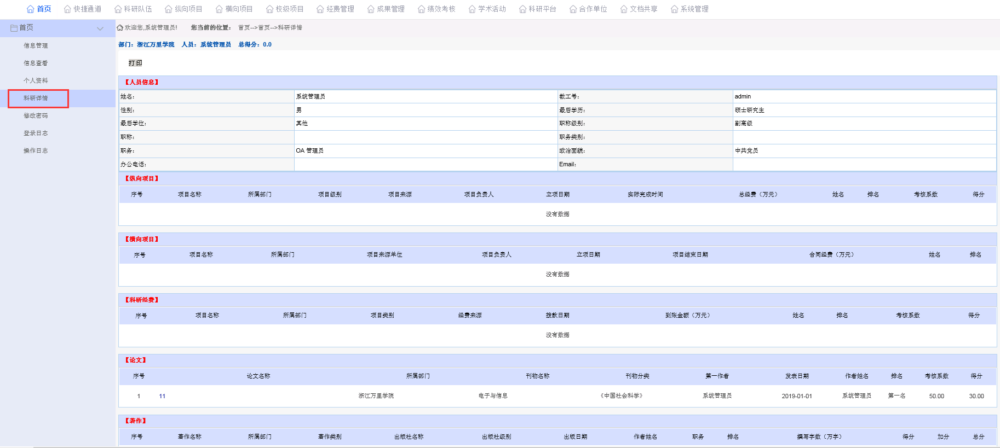 首页 快捷通道 科研队伍 纵向项目 横向项目 校级项目 经费管理 成果管理 绩效考核 学术活动 科研平台 合作单位 文档共享 系统管理
首页
信息管理
信息查看
个人资料
科研详情
修改密码
登录日志
操作日志
欢迎您,系统管理员! 您当前的位置： 首页-->首页-->科研详情
部门：浙江万里学院 人员：系统管理员 总得分：0.0
打印
【人员信息】
姓名： 系统管理员 教工号： admin
性别： 男 最后学历： 硕士研究生
最后学位： 其他 职称级别： 副高级
职称： 职务类别：
职务： OA 管理员 政治面貌： 中共党员
办公电话： Email：
【纵向项目】
序号 项目名称 所属部门 项目级别 项目来源 项目负责人 立项日期 实际完成时间 总经费（万元） 姓名 排名 考核系数 得分
没有数据
【横向项目】
序号 项目名称 所属部门 项目来源单位 项目负责人 立项日期 项目结束日期 合同经费（万元） 姓名 排名
没有数据
【科研经费】
序号 项目名称 所属部门 项目类别 经费来源 拨款日期 到账金额（万元） 姓名 排名 考核系数 得分
没有数据
【论文】
序号 论文名称 所属部门 刊物名称 刊物分类 第一作者 发表日期 作者姓名 排名 考核系数 得分
1 11 浙江万里学院 电子与信息 《中国社会科学》 系统管理员 2019-01-01 系统管理员 第一名 50.00 30.00
【著作】
序号 著作名称 所属部门 著作类别 出版社名称 出版社级别 出版日期 作者姓名 职务 排名 撰写字数（万字） 得分 加分 总分